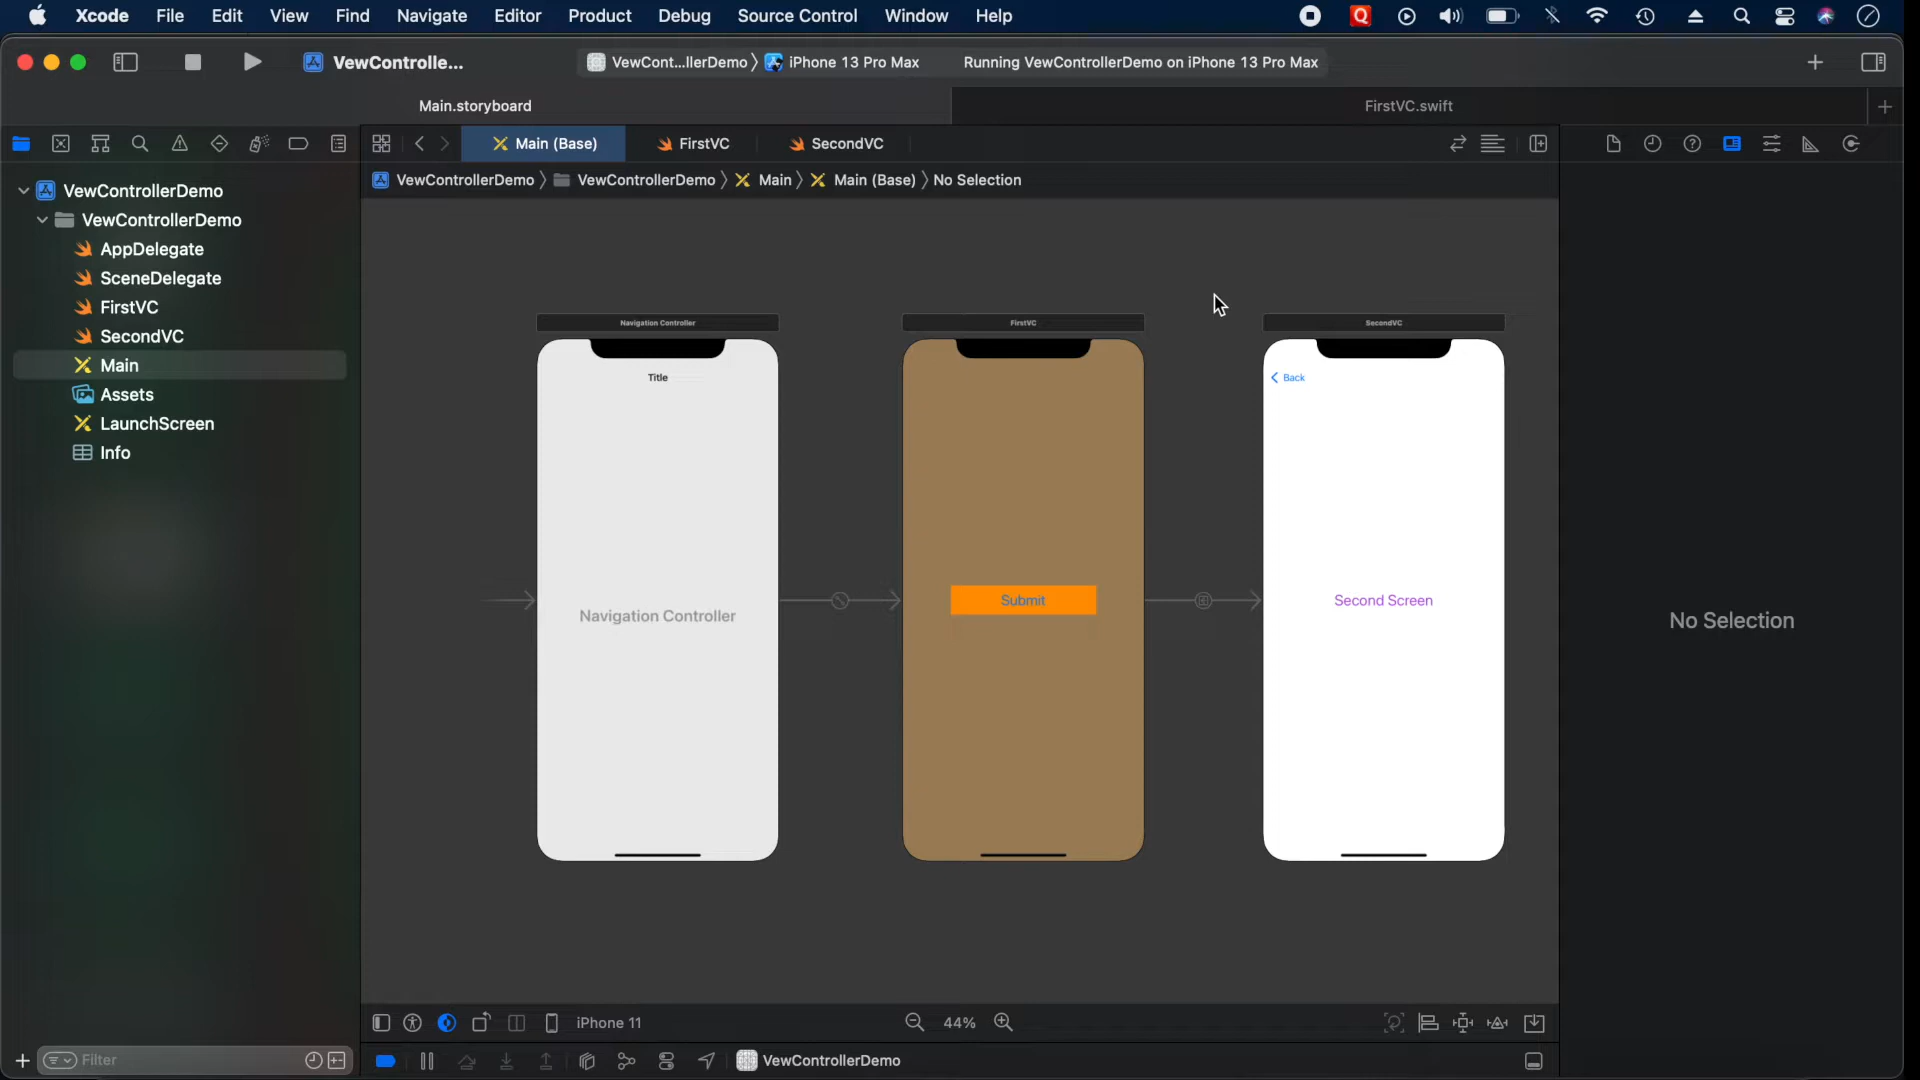 Xcode File Edit View Find Navigate Editor Product Debug Source Control Window Help
VewControlle... VewCont...llerDemo iPhone 13 Pro Max Running VewControllerDemo on iPhone 13 Pro Max
Main.storyboard FirstVC.swift
Main (Base) FirstVC SecondVC
VewControllerDemo VewControllerDemo Main Main (Base) No Selection
VewControllerDemo
VewControllerDemo
AppDelegate
SceneDelegate
FirstVC
SecondVC
Main
Assets
LaunchScreen
Info
Navigation Controller FirstVC SecondVC
Title Back
Navigation Controller Submit Second Screen
No Selection
iPhone 11 44%
Filter VewControllerDemo